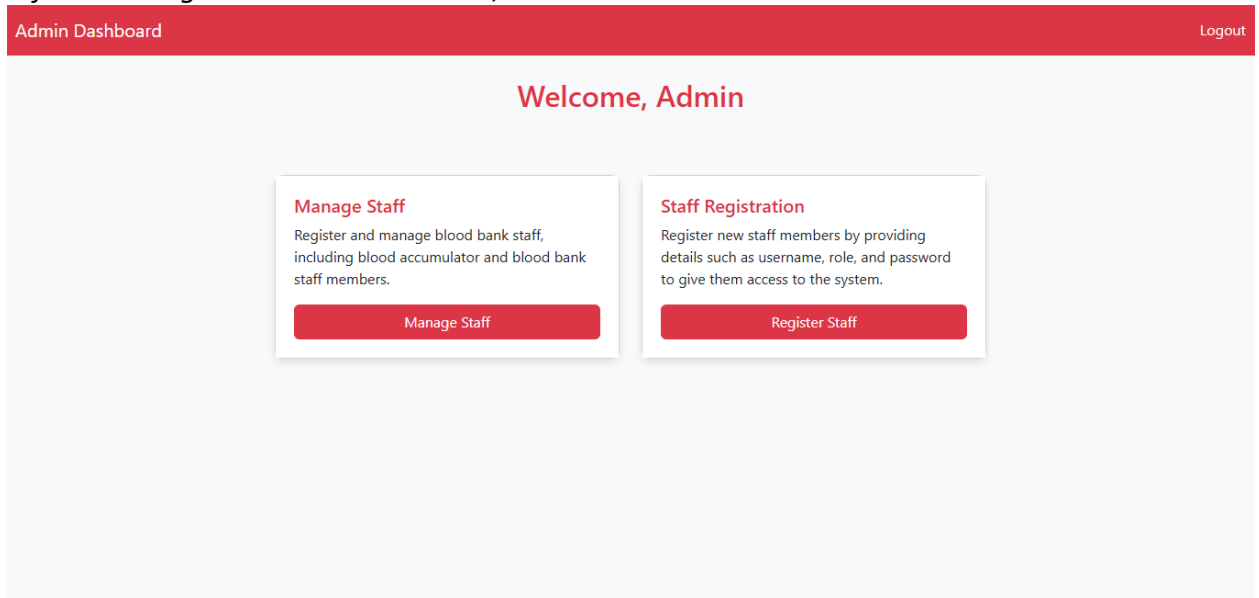 Admin Dashboard
Logout
Welcome, Admin
Manage Staff
Register and manage blood bank staff,
including blood accumulator and blood bank
staff members.
Manage Staff
Staff Registration
Register new staff members by providing
details such as username, role, and password
to give them access to the system.
Register Staff